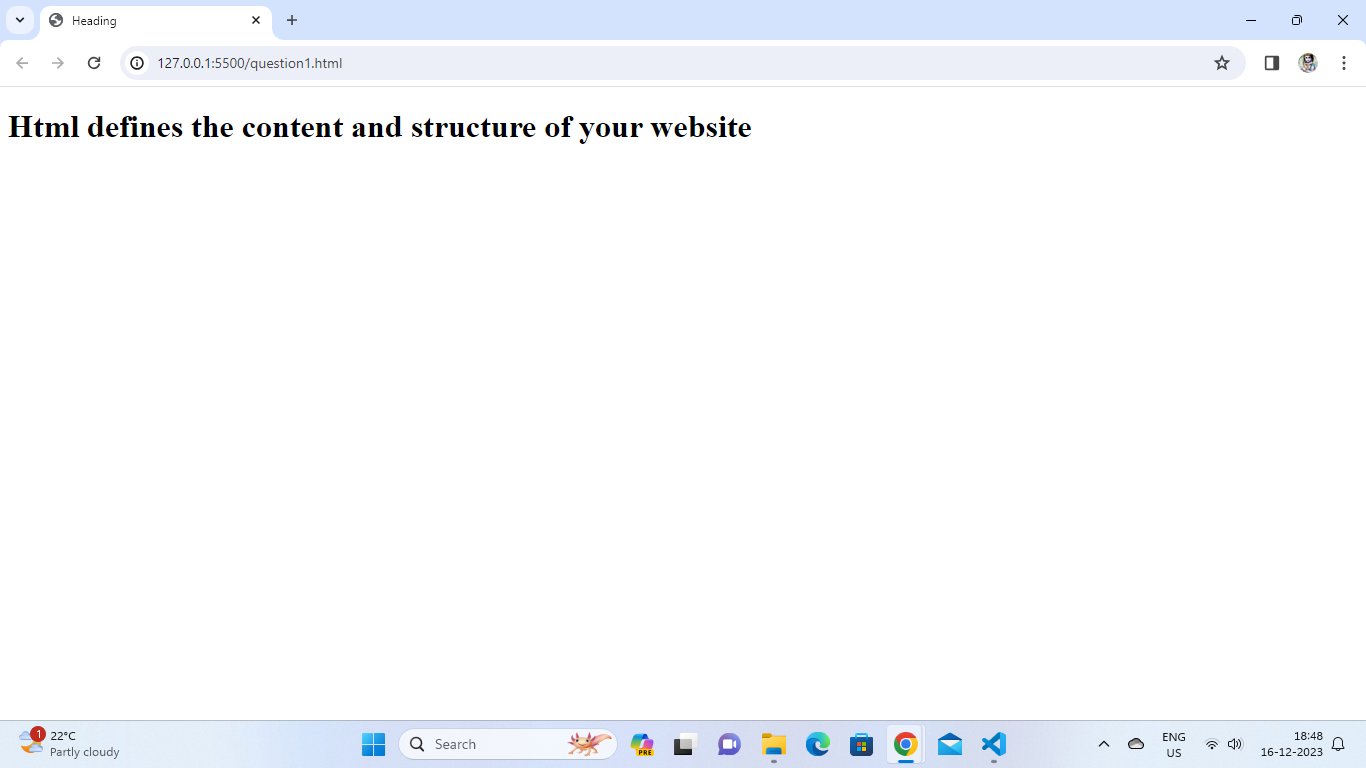 Heading
127.0.0.1:5500/question1.html
Html defines the content and structure of your website
1
22°C
Partly cloudy
Search
PRE
ENG
US
18:48
16-12-2023